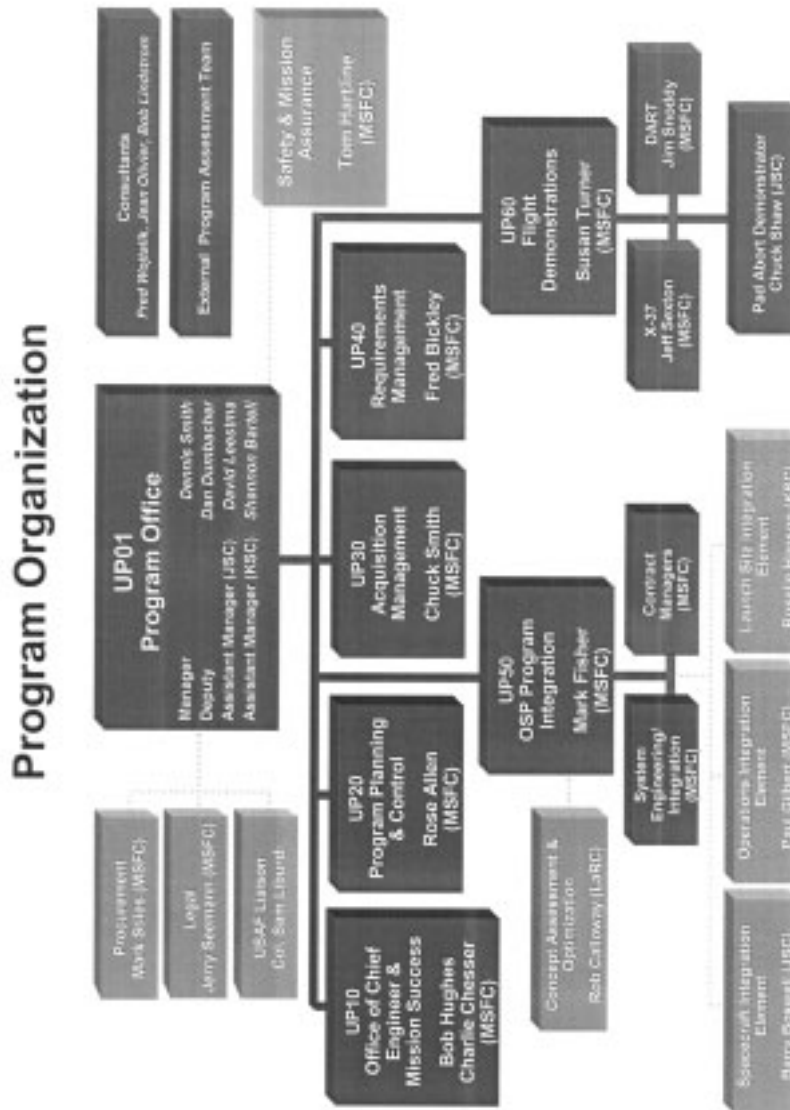 Program Organization
UP01
Program Office
Manager Dennis Smith
Deputy Dan Dumbacher
Assistant Manager (JSC) David Leestma
Assistant Manager (KSC) Shannon Bartell
Consultants
Fred Wojtalik, Jean Olivier, Bob Lindstrom
External Program Assessment Team
Safety & Mission
Assurance
Tom Hartline
(MSFC)
Procurement
Mark Stiles (MSFC)
Legal
Jerry Seemann (MSFC)
USAF Liaison
Col. Sam
UP10
Office of Chief
Engineer &
Mission Success
Bob Hughes
Charlie Chesser
(MSFC)
UP20
Program Planning
& Control
Rose Allen
(MSFC)
UP30
Acquisition
Management
Chuck Smith
(MSFC)
UP40
Requirements
Management
Fred Bickley
(MSFC)
UP50
OSP Program
Integration
Mark Fisher
(MSFC)
UP60
Flight
Demonstrations
Susan Turner
(MSFC)
Concept Assessment &
Optimization
Rob Calloway (LaRC)
System
Engineering/
Integration
(MSFC)
Contract
Managers
(MSFC)
X-37
Jeff Sexton
(MSFC)
DART
Jim Snoddy
(MSFC)
Pad Abort Demonstrator
Chuck Shaw (JSC)
Spacecraft Integration
Element
(JSC)
Operations Integration
Element
Paul Gilbert (MSFC)
Launch Site Integration
Element
(KSC)